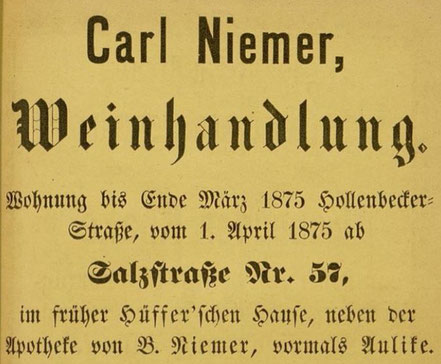 Carl Niemer,
Weinhandlung.
Wohnung bis Ende März 1875 Hollenbecker-
Straße, vom 1. April 1875 ab
Salzstraße Nr. 57,
im früher Hüffer'schen Hause, neben der
Apotheke von B. Niemer, vormals Aulike.